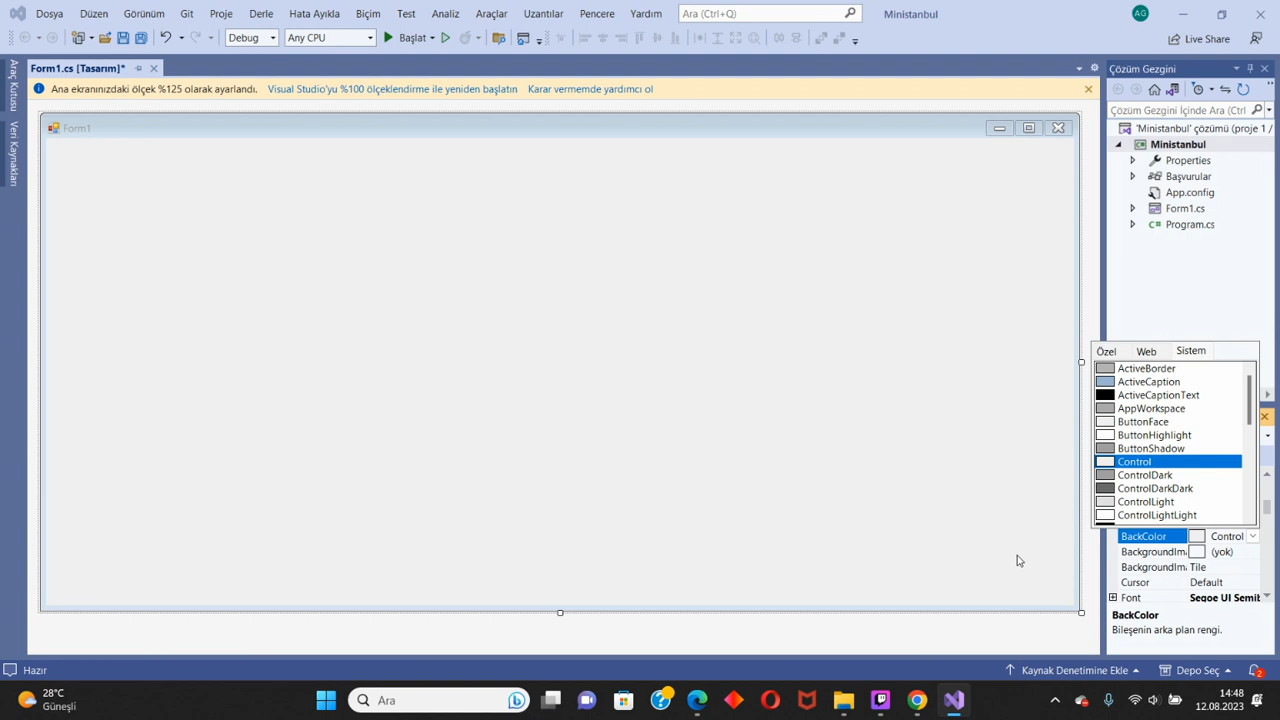 Dosya Düzen Görünüm Git Proje Derle Hata Ayıkla Biçim Test Analiz Araçlar Uzantılar Pencere Yardım Ara (Ctrl+Q) Ministanbul AG
Debug Any CPU Başlat Live Share
Form1.cs [Tasarım]*
Ana ekranınızdaki ölçek %125 olarak ayarlandı. Visual Studio'yu %100 ölçeklendirme ile yeniden başlatın Karar vermemde yardımcı ol
Araç Kutusu
Veri Kaynakları
Form1
Çözüm Gezgini
Çözüm Gezgini İçinde Ara (Ctrl
'Ministanbul' çözümü (proje 1 /
Ministanbul
Properties
Başvurular
App.config
Form1.cs
C# Program.cs
Özel Web Sistem
ActiveBorder
ActiveCaption
ActiveCaptionText
AppWorkspace
ButtonFace
ButtonHighlight
ButtonShadow
Control
ControlDark
ControlDarkDark
ControlLight
ControlLightLight
BackColor Control
BackgroundIma (yok)
BackgroundIma Tile
Cursor Default
Font Segoe UI Semib
BackColor
Bileşenin arka plan rengi.
Hazır Kaynak Denetimine Ekle Depo Seç 2
28°C
Güneşli
Ara
14:48
12.08.2023